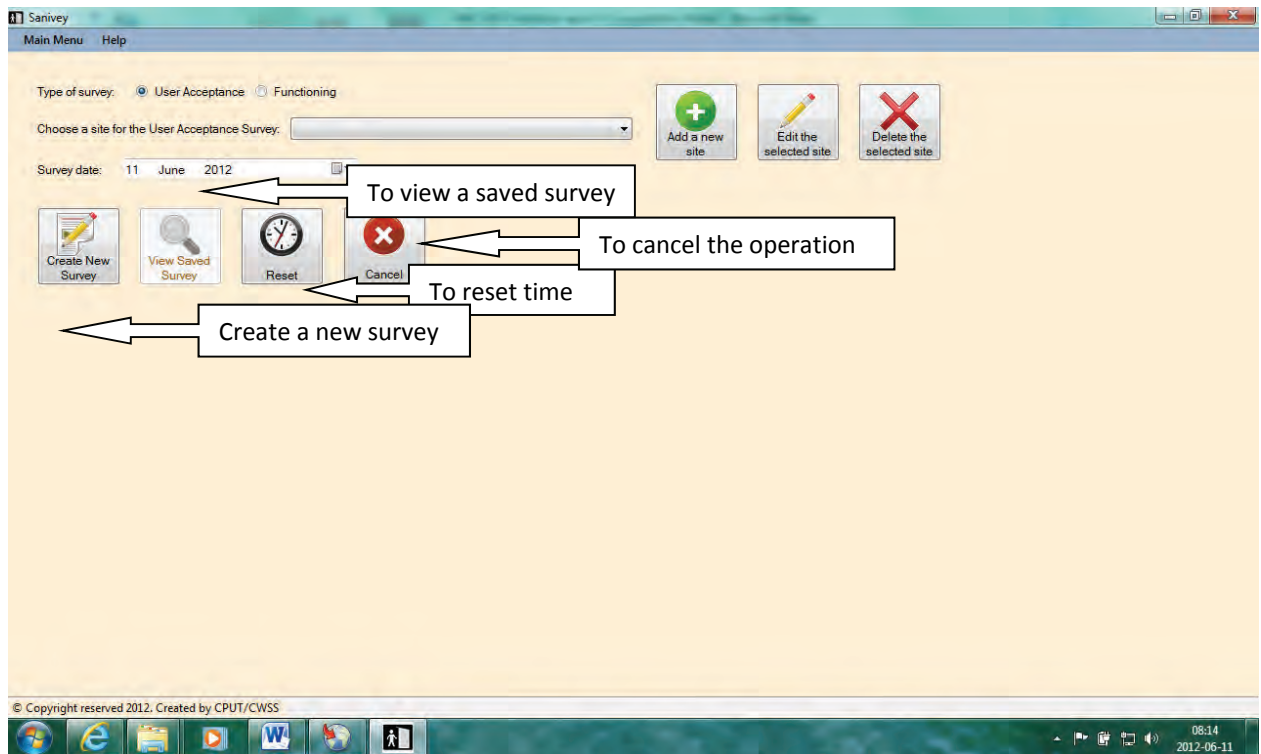 Sanivey
Main Menu Help
Type of survey: User Acceptance Functioning
Choose a site for the User Acceptance Survey:
Add a new
site
Edit the
selected site
Delete the
selected site
Survey date: 11 June 2012
To view a saved survey
To cancel the operation
Create New
Survey
View Saved
Survey
Reset
Cancel
To reset time
Create a new survey
© Copyright reserved 2012. Created by CPUT/CWSS
08:14
2012-06-11